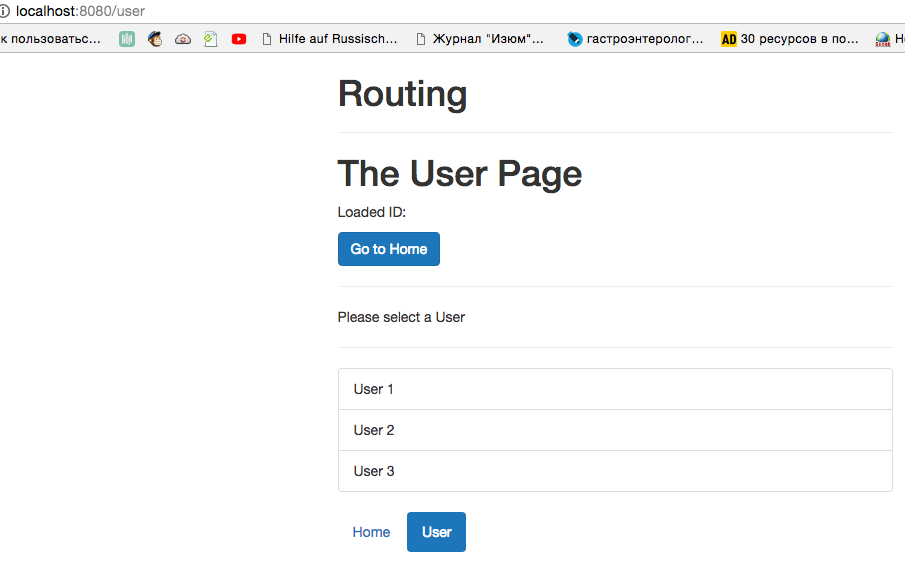 localhost:8080/user
к пользоватьс...
Hilfe auf Russisch...
Журнал "Изюм"...
гастроэнтеролог...
AD 30 ресурсов в по...
Routing
The User Page
Loaded ID:
Go to Home
Please select a User
User 1
User 2
User 3
Home User